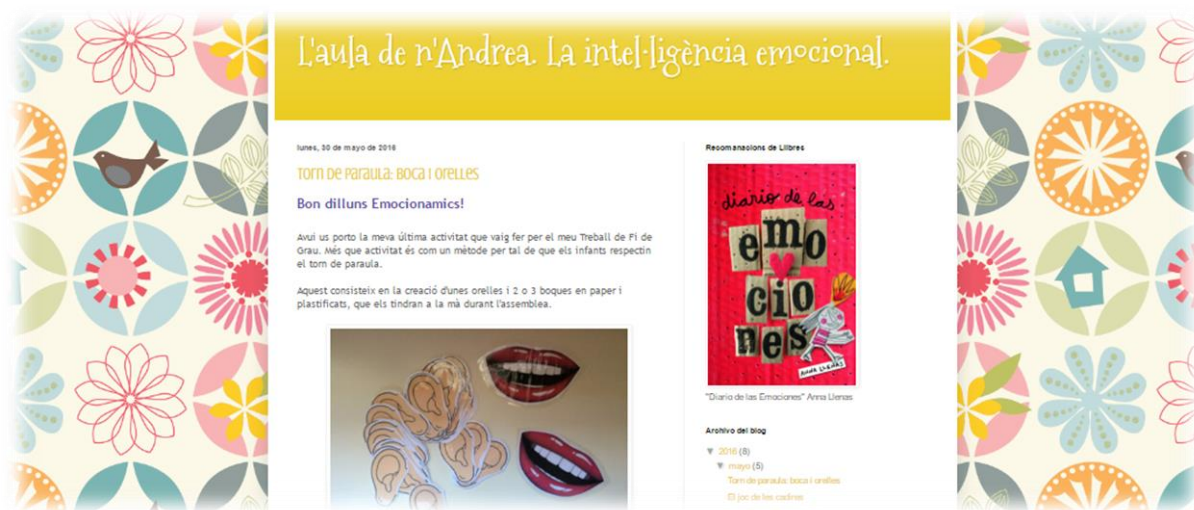 L'aula de n'Andrea. La intel·ligència emocional.
lunes, 30 de mayo de 2016
Torn de paraula: Boca i orelles
Bon dilluns Emocionamics!
Avui us porto la meva última activitat que vaig fer per el meu Treball de Fi de
Grau. Més que activitat és com un mètode per tal de que els infants respectin
el torn de paraula.
Aquest consisteix en la creació d'unes orelles i 2 o 3 boques en paper i
plastificats, que els tindran a la mà durant l'assemblea.
Recomanacions de Llibres
diario de las
emo
cio
nes
ANNA LLENAS
"Diario de las Emociones" Anna Llenas
Archivo del blog
▼ 2016 (8)
▼ mayo (5)
Torn de paraula: boca i orelles
El joc de les cadires